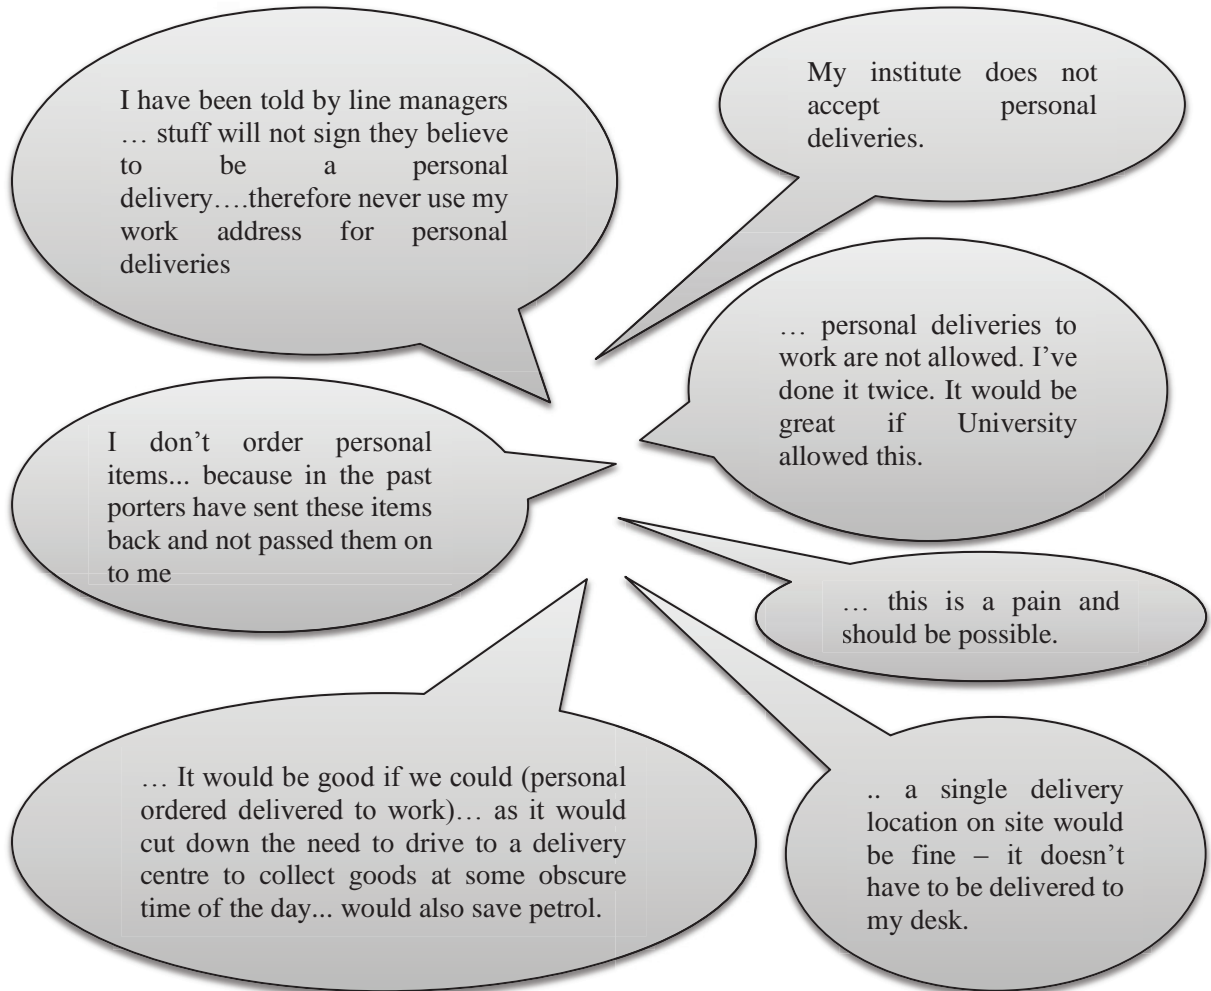 I have been told by line managers
… stuff will not sign they believe
to be a personal
delivery….therefore never use my
work address for personal
deliveries
My institute does not
accept personal
deliveries.
… personal deliveries to
work are not allowed. I’ve
done it twice. It would be
great if University
allowed this.
I don’t order personal
items... because in the past
porters have sent these items
back and not passed them on
to me
… this is a pain and
should be possible.
… It would be good if we could (personal
ordered delivered to work)… as it would
cut down the need to drive to a delivery
centre to collect goods at some obscure
time of the day... would also save petrol.
.. a single delivery
location on site would
be fine – it doesn’t
have to be delivered to
my desk.